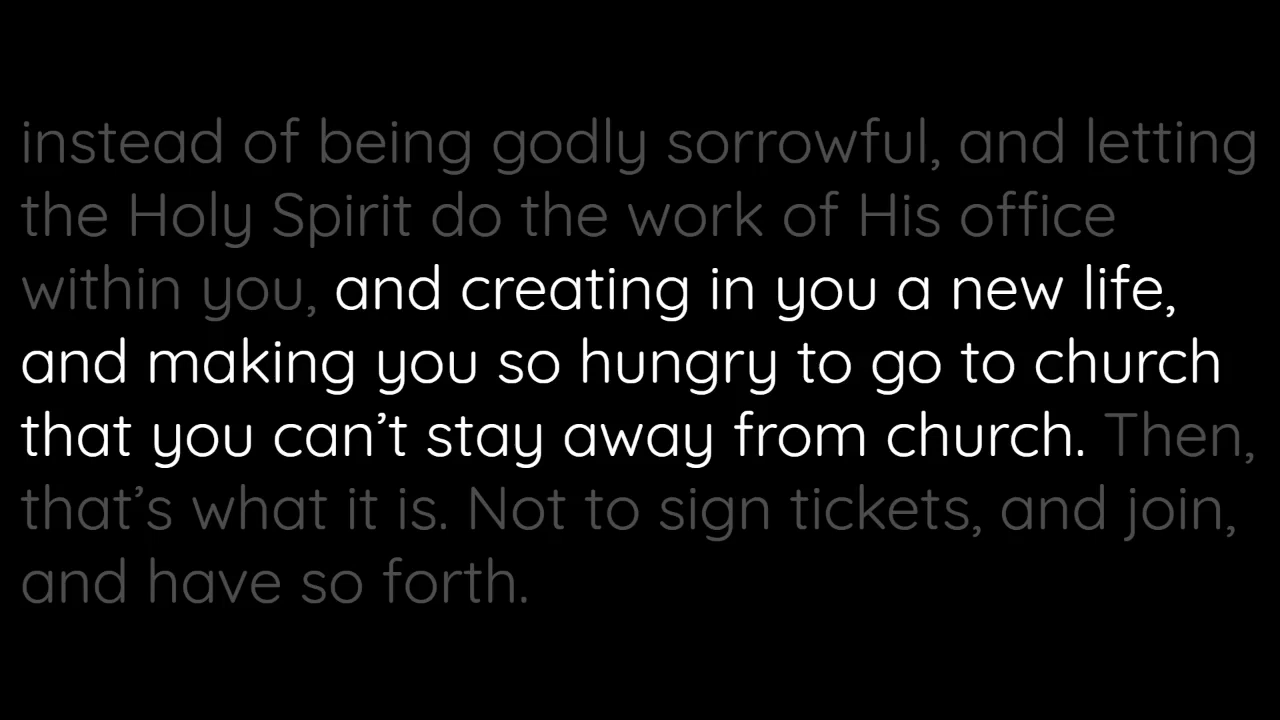 instead of being godly sorrowful, and letting
the Holy Spirit do the work of His office
within you, and creating in you a new life,
and making you so hungry to go to church
that you can’t stay away from church. Then,
that’s what it is. Not to sign tickets, and join,
and have so forth.